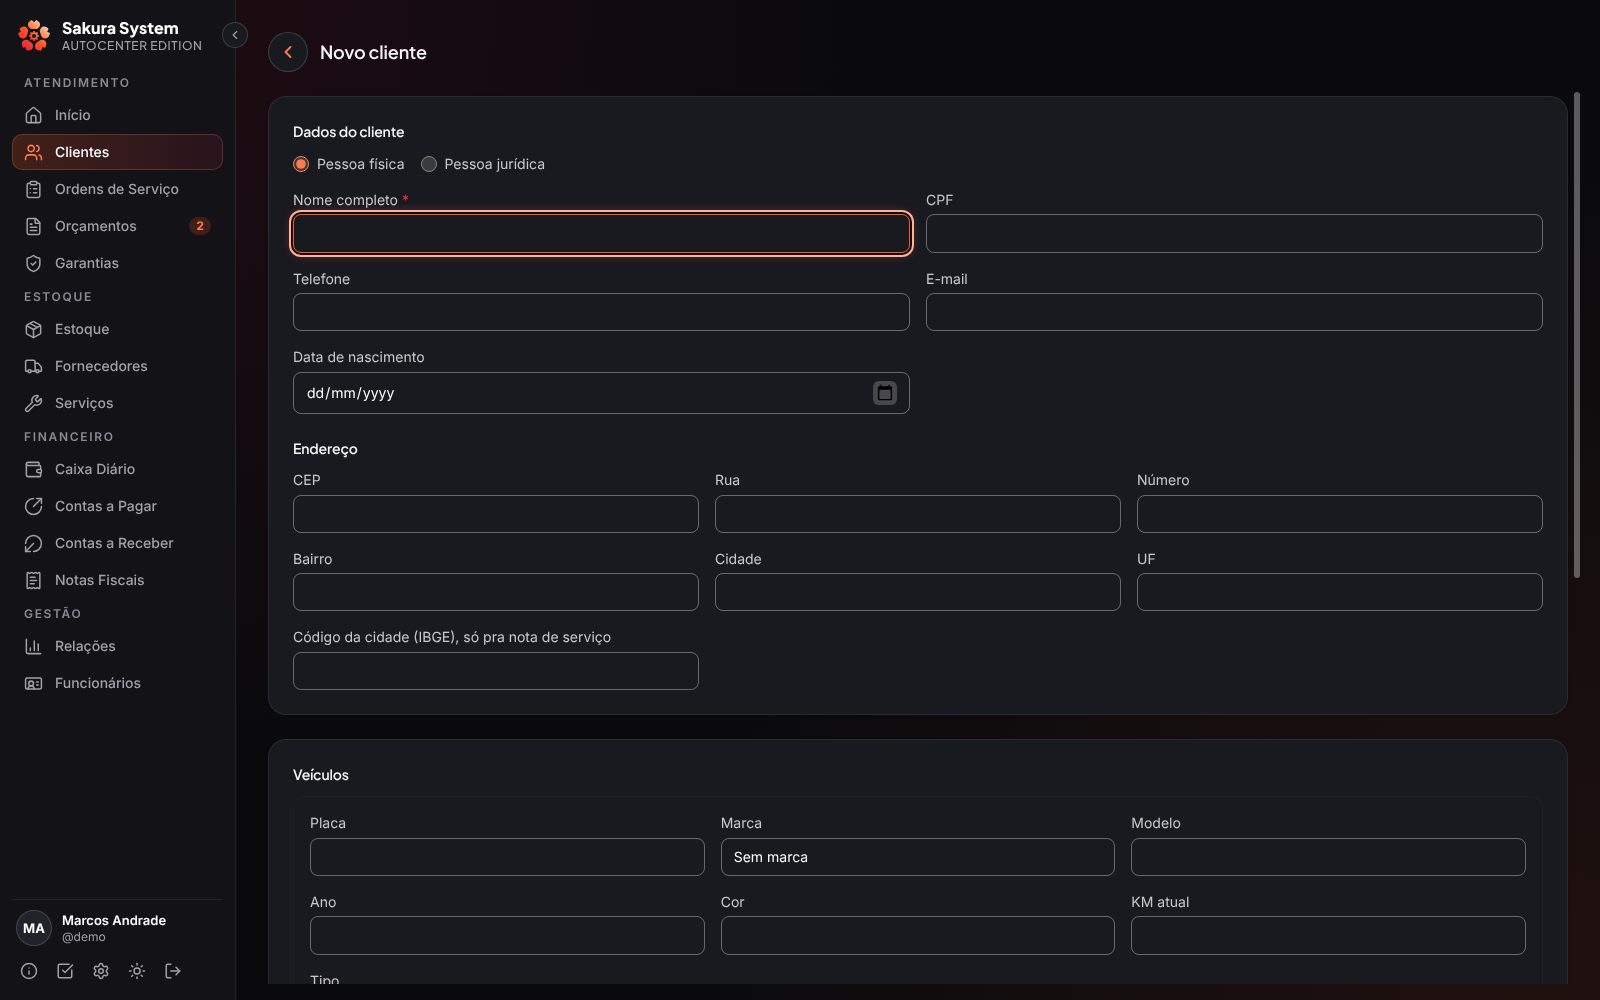 Sakura System
AUTOCENTER EDITION
ATENDIMENTO
Início
Clientes
Ordens de Serviço
Orçamentos 2
Garantias
ESTOQUE
Estoque
Fornecedores
Serviços
FINANCEIRO
Caixa Diário
Contas a Pagar
Contas a Receber
Notas Fiscais
GESTÃO
Relações
Funcionários
MA
Marcos Andrade
@demo
Novo cliente
Dados do cliente
Pessoa física Pessoa jurídica
Nome completo * CPF
Telefone E-mail
Data de nascimento
dd/mm/yyyy
Endereço
CEP Rua Número
Bairro Cidade UF
Código da cidade (IBGE), só pra nota de serviço
Veículos
Placa Marca Modelo
Sem marca
Ano Cor KM atual
Tipo